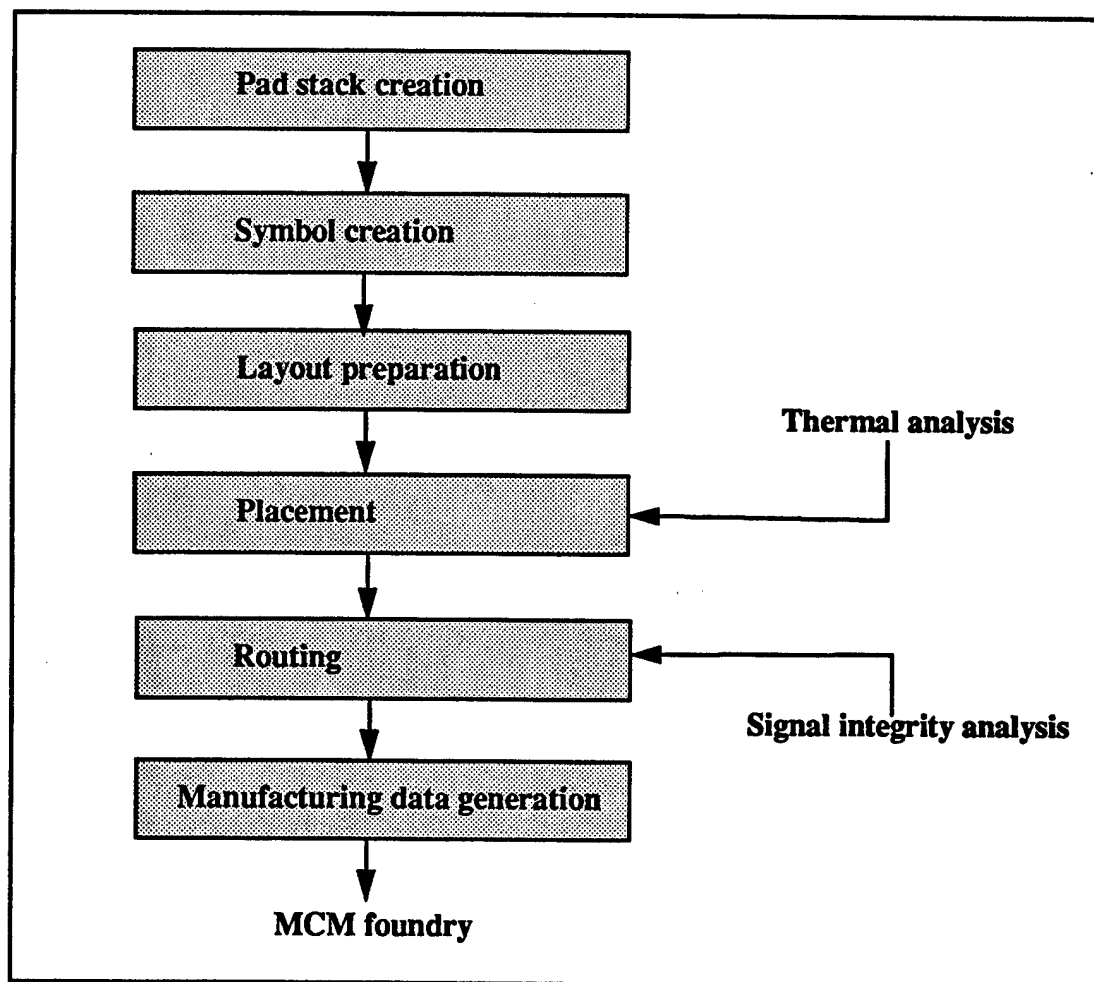 Pad stack creation
Symbol creation
Layout preparation
Thermal analysis
Placement
Routing
Signal integrity analysis
Manufacturing data generation
MCM foundry